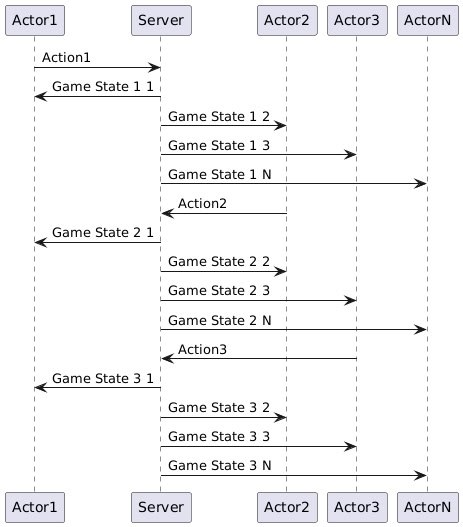 Actor1 Server Actor2 Actor3 ActorN
Action1
Game State 1 1
Game State 1 2
Game State 1 3
Game State 1 N
Action2
Game State 2 1
Game State 2 2
Game State 2 3
Game State 2 N
Action3
Game State 3 1
Game State 3 2
Game State 3 3
Game State 3 N
Actor1 Server Actor2 Actor3 ActorN